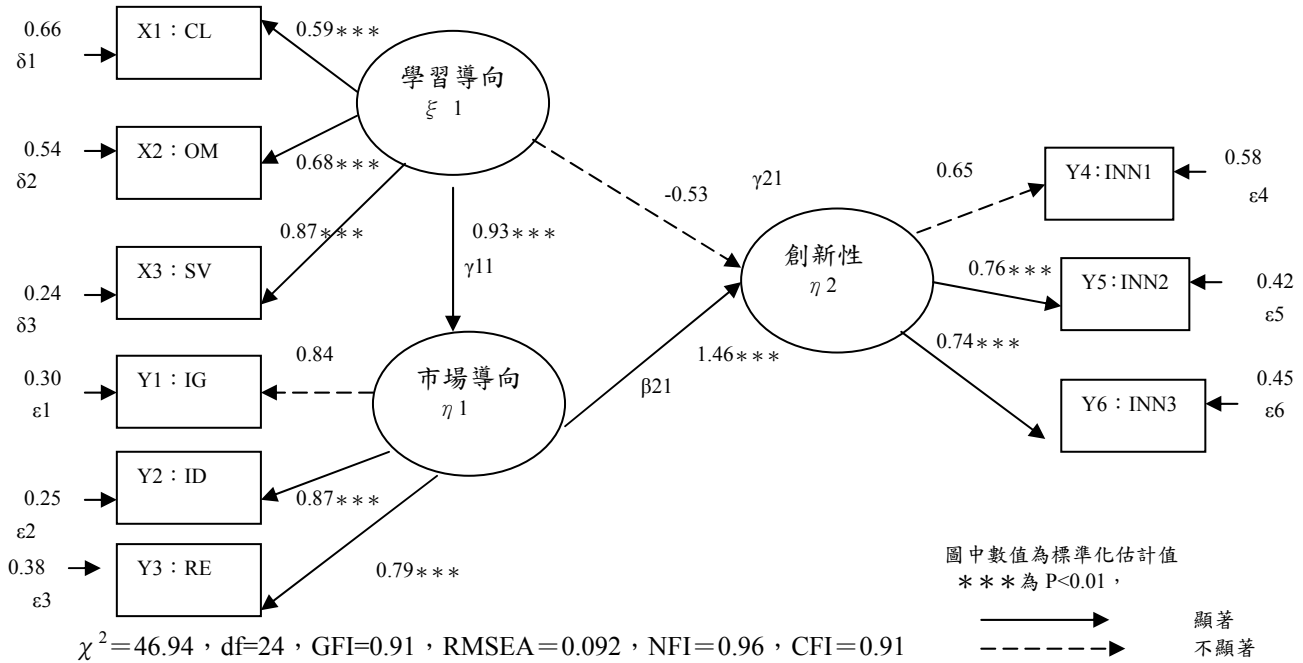 0.66
δ1
X1：CL
0.59＊＊＊
學習導向
ξ 1
0.54
δ2
X2：OM
0.68＊＊＊
0.87＊＊＊
X3：SV
0.24
δ3
0.93＊＊＊
γ11
-0.53
γ21
0.65
Y4：INN1
0.58
ε4
創新性
η 2
0.76＊＊＊
Y5：INN2
0.42
ε5
0.74＊＊＊
Y6：INN3
0.45
ε6
0.84
Y1：IG
0.30
ε1
市場導向
η 1
1.46＊＊＊
β21
Y2：ID
0.25
ε2
0.87＊＊＊
Y3：RE
0.38
ε3
0.79＊＊＊
圖中數值為標準化估計值
＊＊＊為 P<0.01，
顯著
不顯著
χ²＝46.94，df=24，GFI=0.91，RMSEA＝0.092，NFI＝0.96，CFI＝0.91